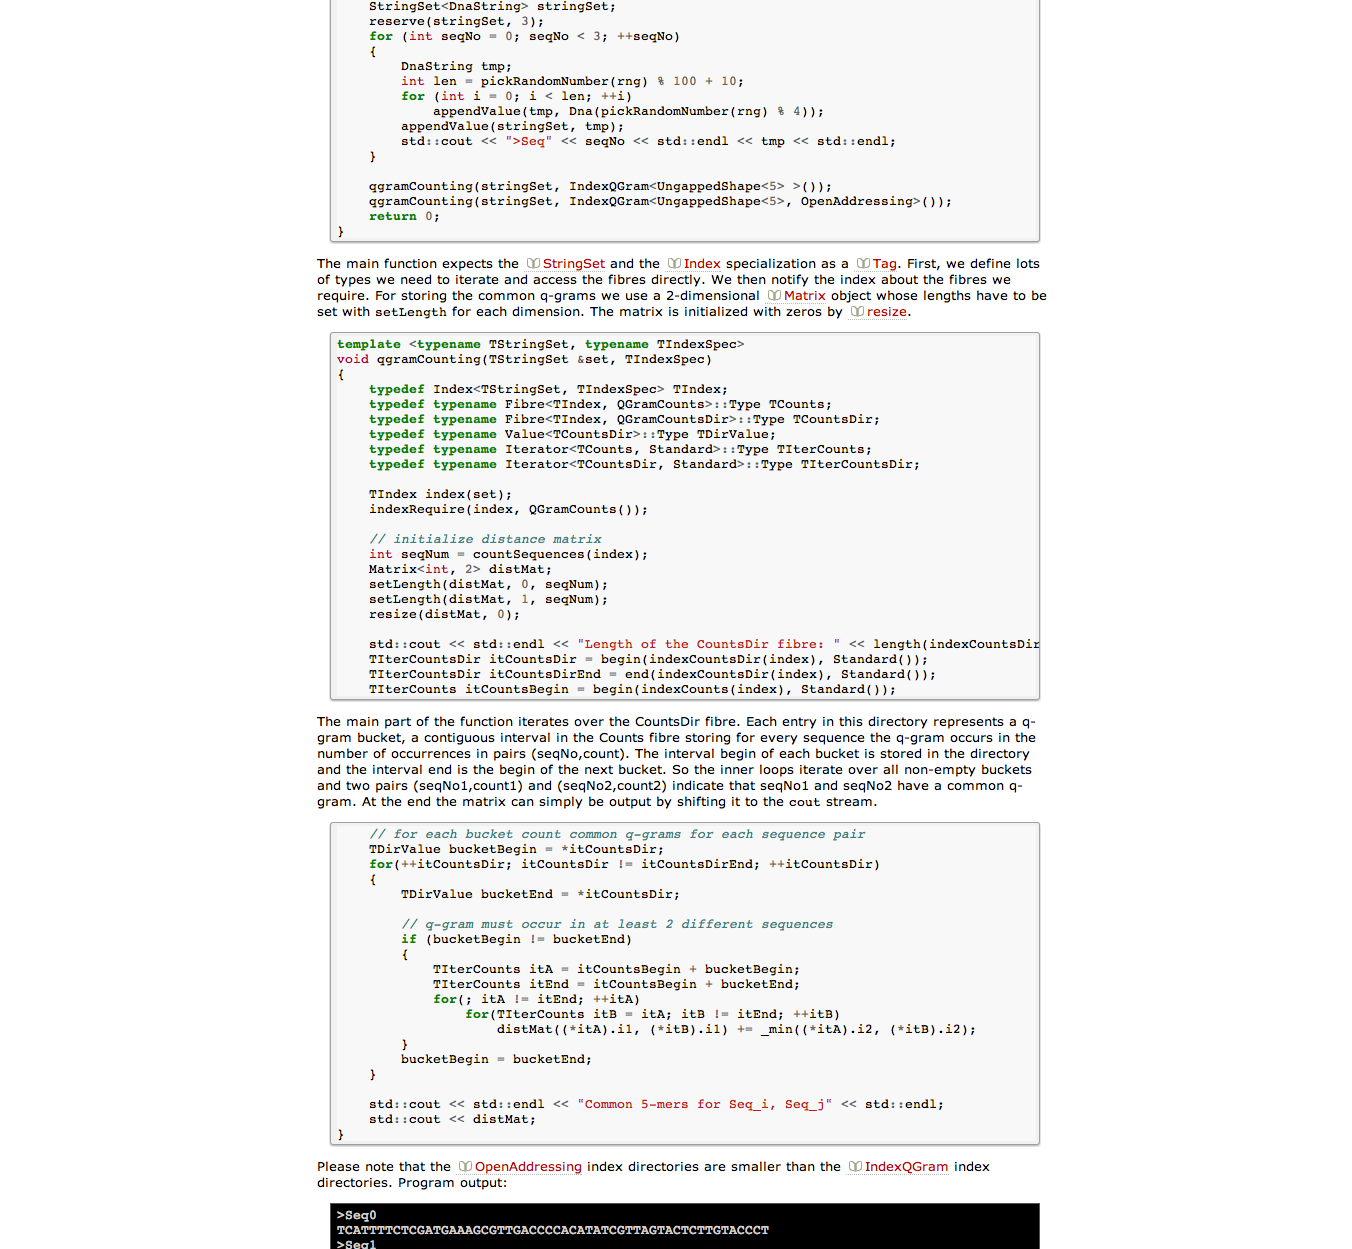 StringSet<DnaString> stringSet;
    reserve(stringSet, 3);
    for (int seqNo = 0; seqNo < 3; ++seqNo)
    {
        DnaString tmp;
        int len = pickRandomNumber(rng) % 100 + 10;
        for (int i = 0; i < len; ++i)
            appendValue(tmp, Dna(pickRandomNumber(rng) % 4));
        appendValue(stringSet, tmp);
        std::cout << ">Seq" << seqNo << std::endl << tmp << std::endl;
    }

    qgramCounting(stringSet, IndexQGram<UngappedShape<5> >());
    qgramCounting(stringSet, IndexQGram<UngappedShape<5>, OpenAddressing>());
    return 0;
}
The main function expects the StringSet and the Index specialization as a Tag. First, we define lots
of types we need to iterate and access the fibres directly. We then notify the index about the fibres we
require. For storing the common q-grams we use a 2-dimensional Matrix object whose lengths have to be
set with setLength for each dimension. The matrix is initialized with zeros by resize.
template <typename TStringSet, typename TIndexSpec>
void qgramCounting(TStringSet &set, TIndexSpec)
{
    typedef Index<TStringSet, TIndexSpec> TIndex;
    typedef typename Fibre<TIndex, QGramCounts>::Type TCounts;
    typedef typename Fibre<TIndex, QGramCountsDir>::Type TCountsDir;
    typedef typename Value<TCountsDir>::Type TDirValue;
    typedef typename Iterator<TCounts, Standard>::Type TIterCounts;
    typedef typename Iterator<TCountsDir, Standard>::Type TIterCountsDir;

    TIndex index(set);
    indexRequire(index, QGramCounts());

    // initialize distance matrix
    int seqNum = countSequences(index);
    Matrix<int, 2> distMat;
    setLength(distMat, 0, seqNum);
    setLength(distMat, 1, seqNum);
    resize(distMat, 0);

    std::cout << std::endl << "Length of the CountsDir fibre: " << length(indexCountsDir
    TIterCountsDir itCountsDir = begin(indexCountsDir(index), Standard());
    TIterCountsDir itCountsDirEnd = end(indexCountsDir(index), Standard());
    TIterCounts itCountsBegin = begin(indexCounts(index), Standard());
The main part of the function iterates over the CountsDir fibre. Each entry in this directory represents a q-
gram bucket, a contiguous interval in the Counts fibre storing for every sequence the q-gram occurs in the
number of occurrences in pairs (seqNo,count). The interval begin of each bucket is stored in the directory
and the interval end is the begin of the next bucket. So the inner loops iterate over all non-empty buckets
and two pairs (seqNo1,count1) and (seqNo2,count2) indicate that seqNo1 and seqNo2 have a common q-
gram. At the end the matrix can simply be output by shifting it to the cout stream.
    // for each bucket count common q-grams for each sequence pair
    TDirValue bucketBegin = *itCountsDir;
    for(++itCountsDir; itCountsDir != itCountsDirEnd; ++itCountsDir)
    {
        TDirValue bucketEnd = *itCountsDir;

        // q-gram must occur in at least 2 different sequences
        if (bucketBegin != bucketEnd)
        {
            TIterCounts itA = itCountsBegin + bucketBegin;
            TIterCounts itEnd = itCountsBegin + bucketEnd;
            for(; itA != itEnd; ++itA)
                for(TIterCounts itB = itA; itB != itEnd; ++itB)
                    distMat((*itA).i1, (*itB).i1) += _min((*itA).i2, (*itB).i2);
        }
        bucketBegin = bucketEnd;
    }

    std::cout << std::endl << "Common 5-mers for Seq_i, Seq_j" << std::endl;
    std::cout << distMat;
}
Please note that the OpenAddressing index directories are smaller than the IndexQGram index
directories. Program output:
>Seq0
TCATTTTCTCGATGAAAGCGTTGACCCCACATATCGTTAGTACTCTTGTACCCT
>Seq1